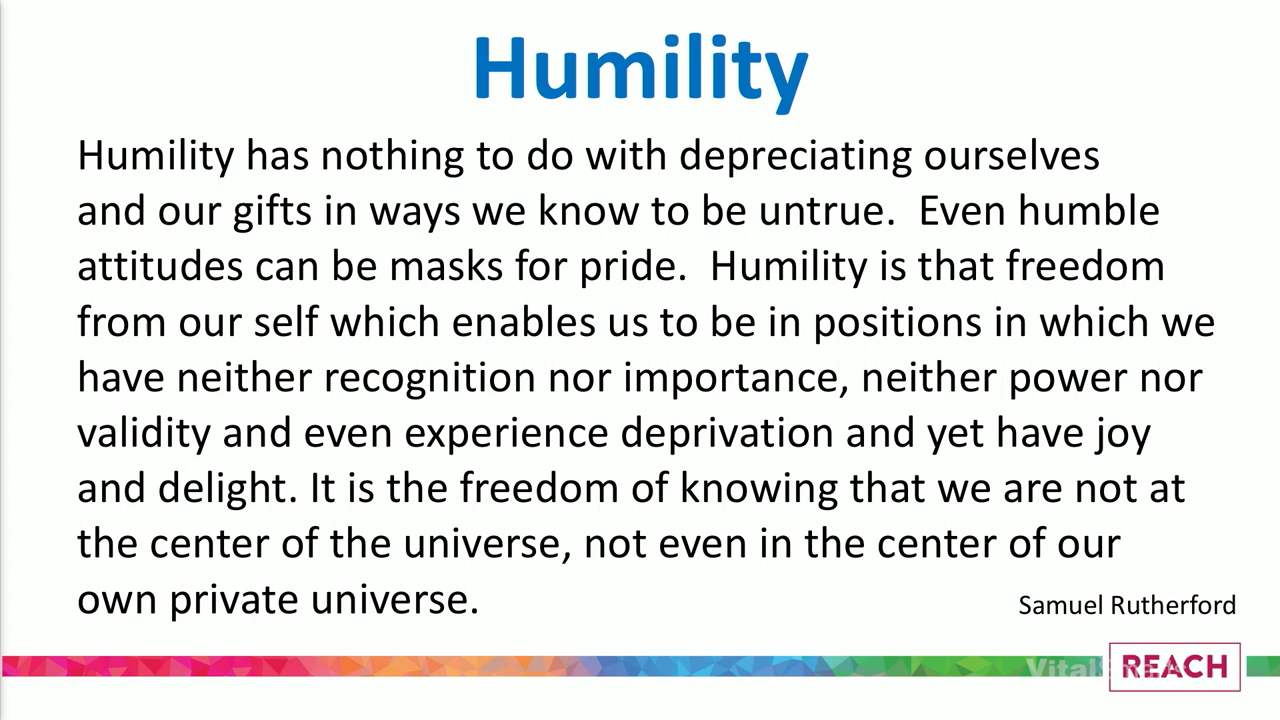 Humility
Humility has nothing to do with depreciating ourselves
and our gifts in ways we know to be untrue.  Even humble
attitudes can be masks for pride.  Humility is that freedom
from our self which enables us to be in positions in which we
have neither recognition nor importance, neither power nor
validity and even experience deprivation and yet have joy
and delight. It is the freedom of knowing that we are not at
the center of the universe, not even in the center of our
own private universe.
Samuel Rutherford
VitalSmarts
REACH